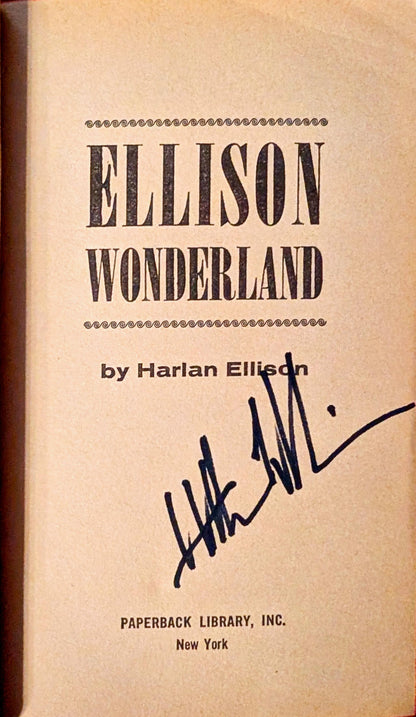 ELLISON
WONDERLAND
by Harlan Ellison
PAPERBACK LIBRARY, INC.
New York